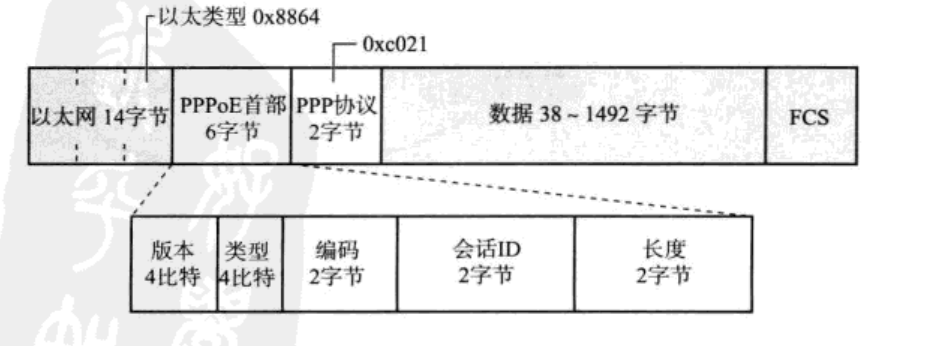 以太类型 0x8864
0xc021
以太网 14字节
PPPoE首部
6字节
PPP协议
2字节
数据 38 ~ 1492 字节
FCS
版本
4比特
类型
4比特
编码
2字节
会话ID
2字节
长度
2字节